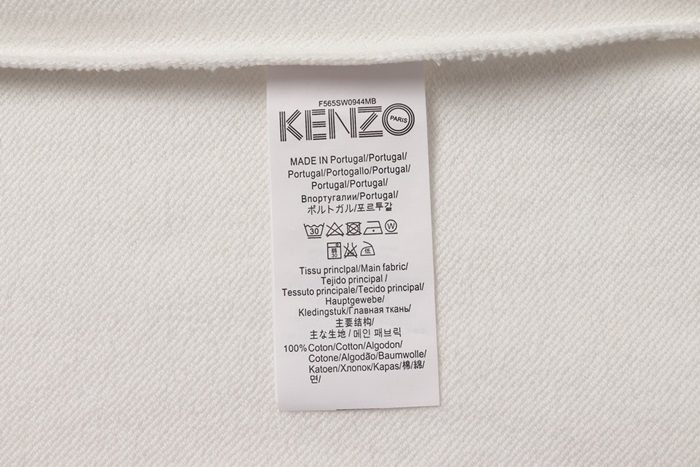 F565SW0944MB
KENZO PARIS
MADE IN Portugal/Portugal/
Portugal/Portogallo/Portugal/
Portugal/Portugal/
Впортугалии/Portugal/
ポルトガル/포르투갈
30 W
Tissu princlpal/Main fabric/
Tejido principal /
Tessuto principale/Tecido principal/
Hauptgewebe/
Kledingstuk/Главная ткань/
主要结构/
主な生地/메인 패브릭
100% Coton/Cotton/Algodon/
Cotone/Algodão/Baumwolle/
Katoen/Хлопок/Kapas/棉/綿/
면/